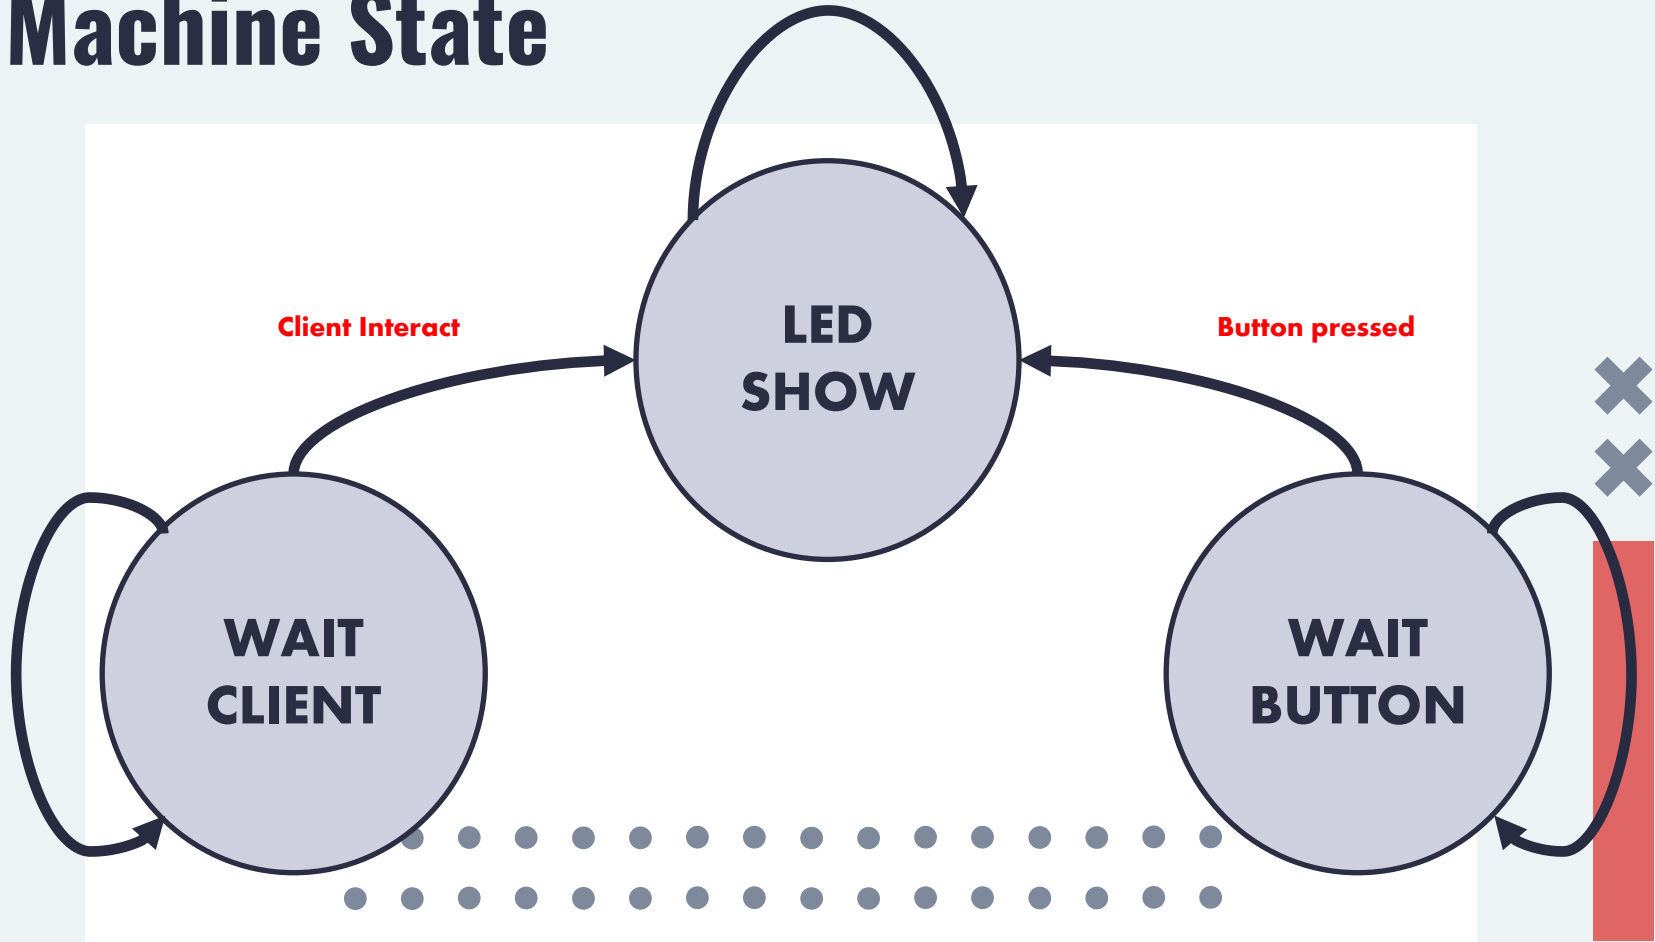 Machine State
Client Interact
LED
SHOW
Button pressed
WAIT
CLIENT
WAIT
BUTTON